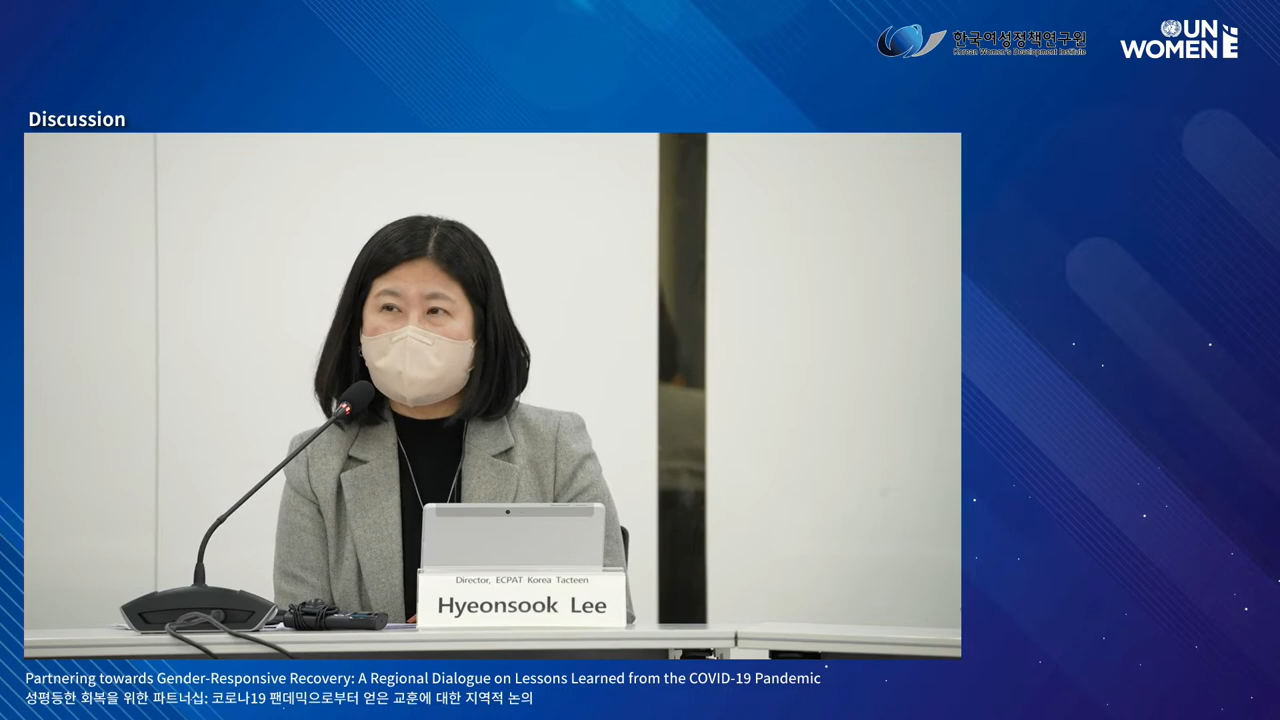 한국여성정책연구원
Korean Women's Development Institute
UN
WOMEN
Discussion
Director, ECPAT Korea Tacteen
Hyeonsook Lee
Partnering towards Gender-Responsive Recovery: A Regional Dialogue on Lessons Learned from the COVID-19 Pandemic
성평등한 회복을 위한 파트너십: 코로나19 팬데믹으로부터 얻은 교훈에 대한 지역적 논의